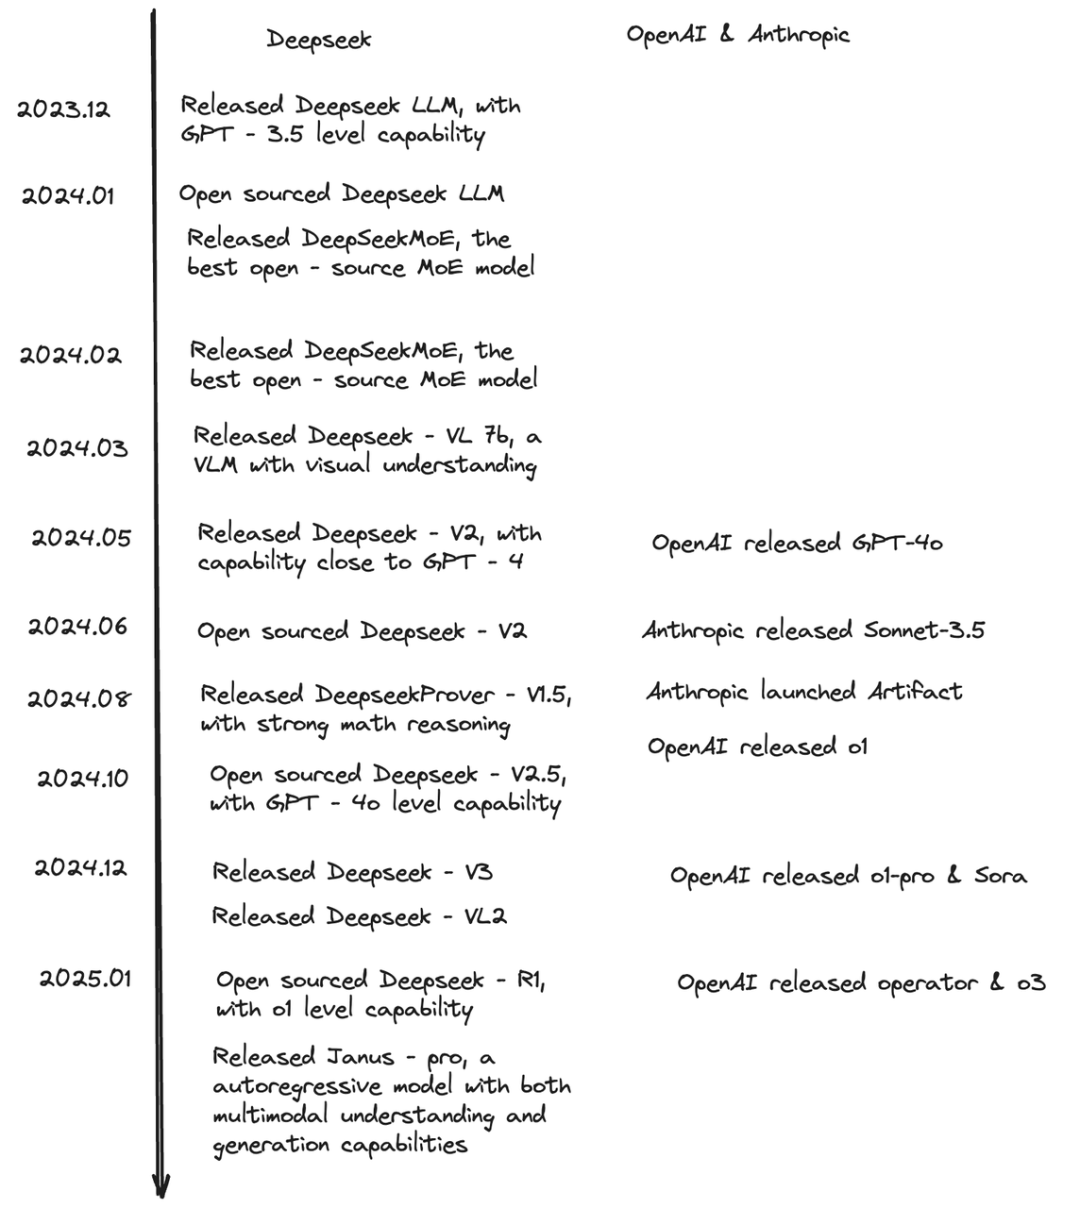 Deepseek
OpenAI & Anthropic
2023.12
Released Deepseek LLM, with
GPT - 3.5 level capability
2024.01
Open sourced Deepseek LLM
Released DeepSeekMoE, the
best open - source MoE model
2024.02
Released DeepSeekMoE, the
best open - source MoE model
2024.03
Released Deepseek - VL 7b, a
VLM with visual understanding
2024.05
Released Deepseek - V2, with
capability close to GPT - 4
OpenAI released GPT-4o
2024.06
Open sourced Deepseek - V2
Anthropic released Sonnet-3.5
2024.08
Released DeepseekProver - V1.5,
with strong math reasoning
Anthropic launched Artifact
OpenAI released o1
2024.10
Open sourced Deepseek - V2.5,
with GPT - 4o level capability
2024.12
Released Deepseek - V3
Released Deepseek - VL2
OpenAI released o1-pro & Sora
2025.01
Open sourced Deepseek - R1,
with o1 level capability
OpenAI released operator & o3
Released Janus - pro, a
autoregressive model with both
multimodal understanding and
generation capabilities